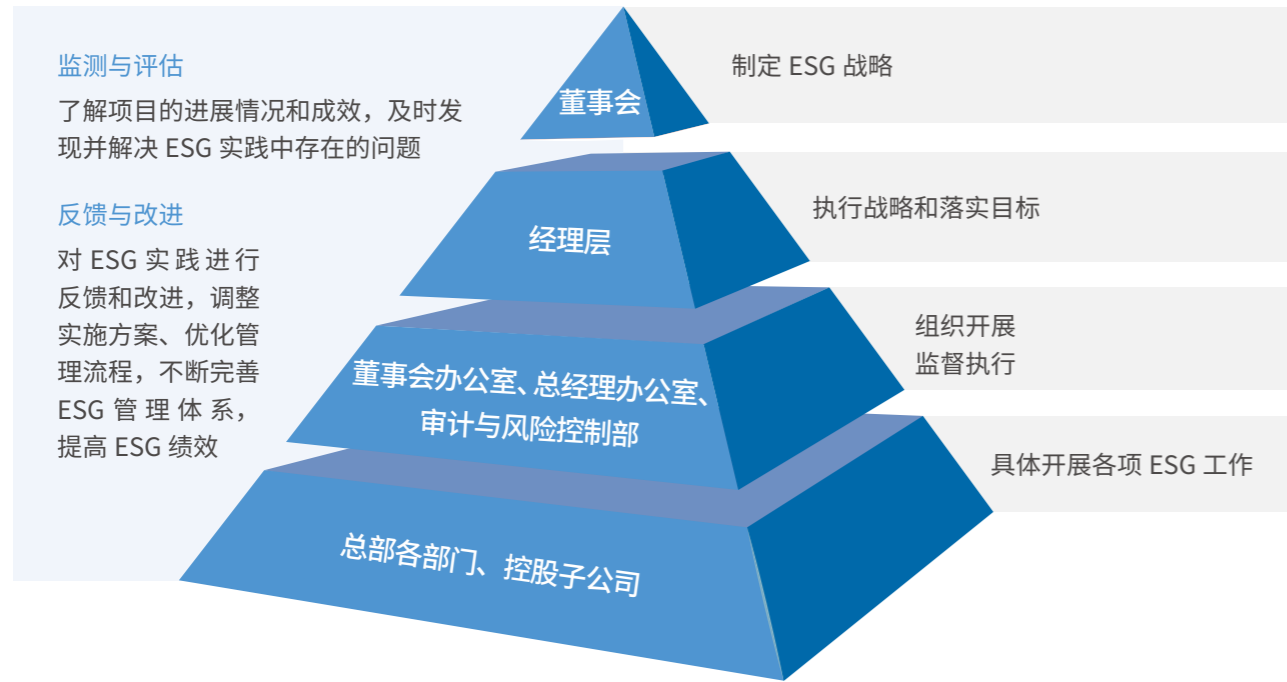 监测与评估
了解项目的进展情况和成效，及时发
现并解决 ESG 实践中存在的问题
反馈与改进
对 ESG 实践进行
反馈和改进，调整
实施方案、优化管
理流程，不断完善
ESG 管理体系，
提高 ESG 绩效
董事会
制定 ESG 战略
经理层
执行战略和落实目标
董事会办公室、总经理办公室、
审计与风险控制部
组织开展
监督执行
总部各部门、控股子公司
具体开展各项 ESG 工作